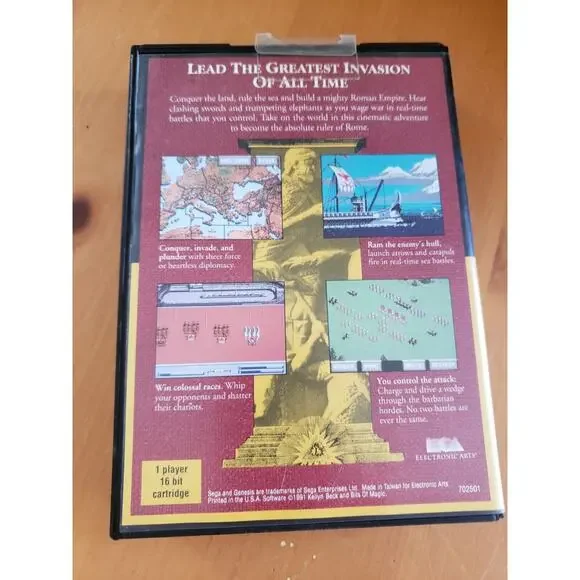 LEAD THE GREATEST INVASION
OF ALL TIME
Conquer the land, rule the sea and build a mighty Roman Empire. Hear
clashing swords and trumpeting elephants as you wage war in real-time
battles that you control. Take on the world in this cinematic adventure
to become the absolute ruler of Rome.
Conquer, invade, and
plunder with sheer force
or heartless diplomacy.
Ram the enemy's hull,
launch arrows and catapult
fire in real-time sea battles.
Win colossal races. Whip
your opponents and shatter
their chariots.
You control the attack:
Charge and drive a wedge
through the barbarian
hordes. No two battles are
ever the same.
ELECTRONIC ARTS®
1 player
16 bit
cartridge
Sega and Genesis are trademarks of Sega Enterprises Ltd. Made in Taiwan for Electronic Arts
Printed in the U.S.A. Software ©1991 Kellyn Beck and Bits Of Magic.
702501